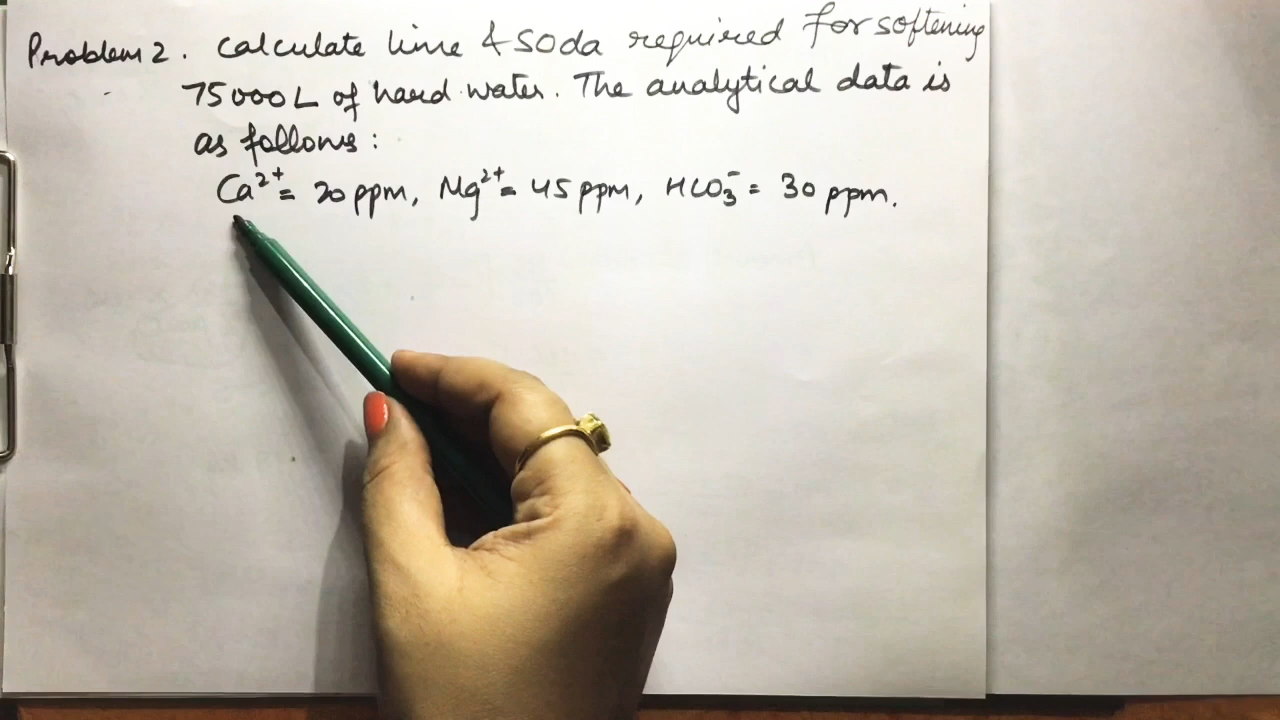 Problem 2. Calculate lime & soda required for softening
75000L of hard water. The analytical data is
as follows:
Ca²⁺ = 20 ppm, Mg²⁺ = 45 ppm, HCO₃⁻ = 30 ppm.